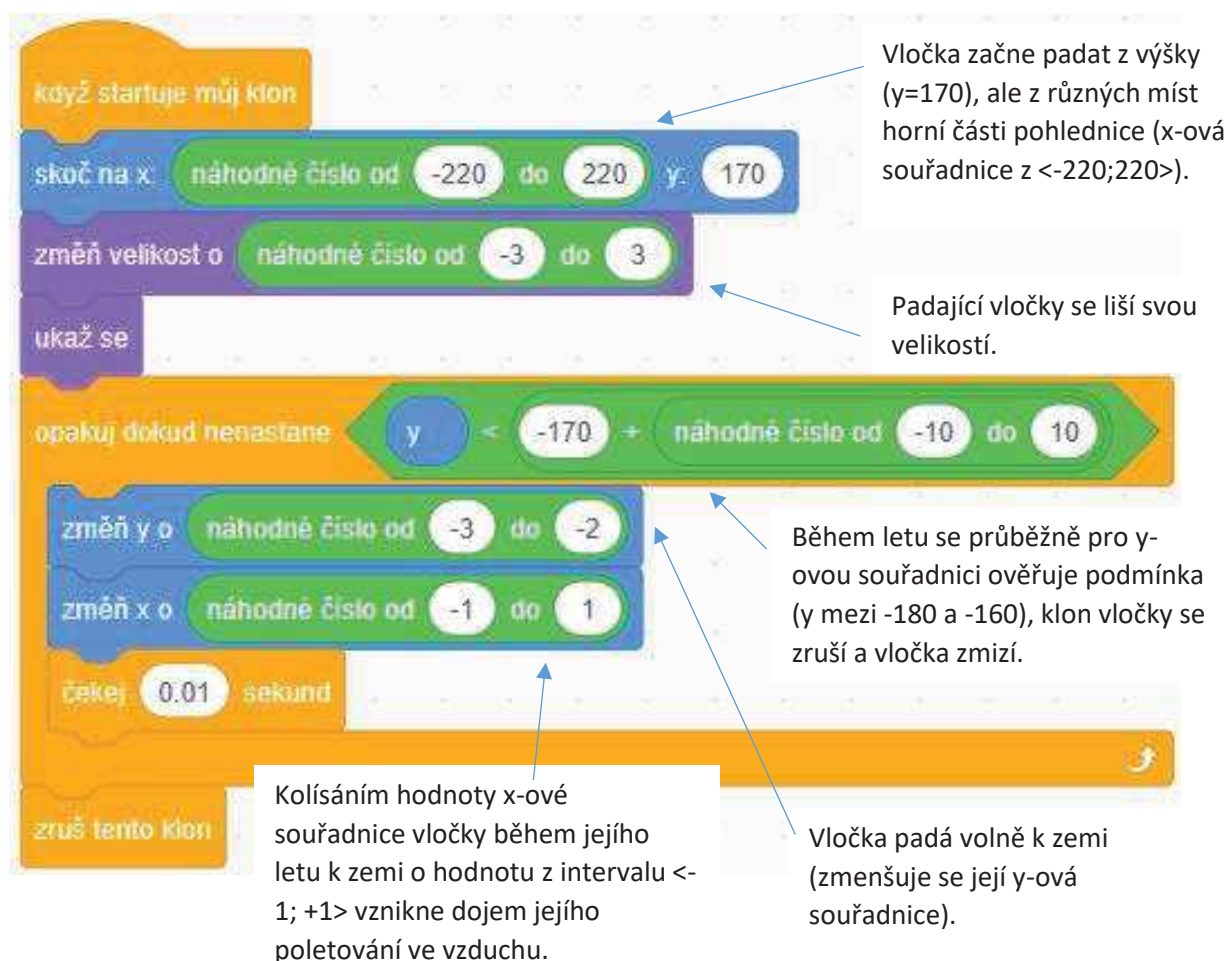 když startuje můj klon
skoč na x: náhodné číslo od -220 do 220 y: 170
změň velikost o náhodné číslo od -3 do 3
ukaž se
opakuj dokud nenastane y < -170 + náhodné číslo od -10 do 10
změň y o náhodné číslo od -3 do -2
změň x o náhodné číslo od -1 do 1
čekej 0.01 sekund
zruš tento klon
Vločka začne padat z výšky
(y=170), ale z různých míst
horní části pohlednice (x-ová
souřadnice z <-220;220>).
Padající vločky se liší svou
velikostí.
Během letu se průběžně pro y-
ovou souřadnici ověřuje podmínka
(y mezi -180 a -160), klon vločky se
zruší a vločka zmizí.
Kolísáním hodnoty x-ové
souřadnice vločky během jejího
letu k zemi o hodnotu z intervalu <-
1; +1> vznikne dojem jejího
poletování ve vzduchu.
Vločka padá volně k zemi
(zmenšuje se její y-ová
souřadnice).